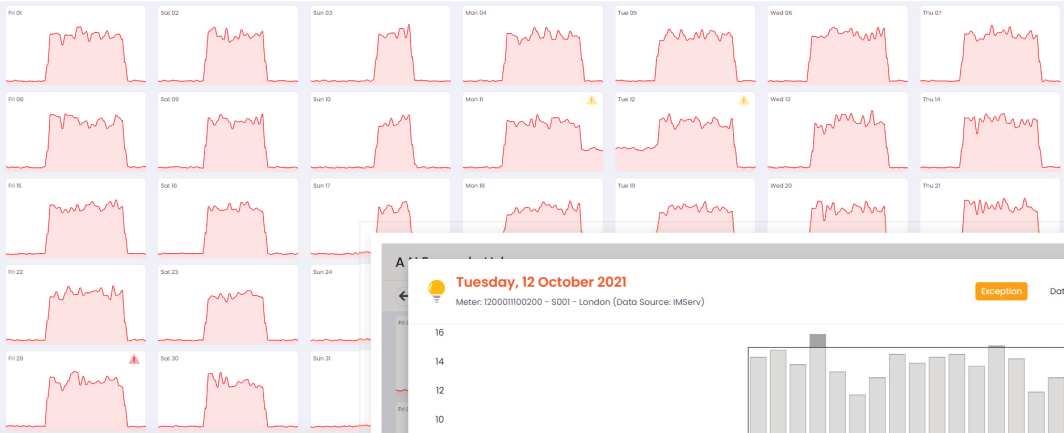 Fri 01
Sat 02
Sun 03
Mon 04
Tue 05
Wed 06
Thu 07
Fri 08
Sat 09
Sun 10
Mon 11
Tue 12
Wed 13
Thu 14
Fri 15
Sat 16
Sun 17
Mon 18
Tue 19
Wed 20
Thu 21
Fri 22
Sat 23
Sun 24
Tuesday, 12 October 2021
Exception
Meter: 1200011100200 - S001 - London (Data Source: IMServ)
16
14
12
10
Fri 29
Sat 30
Sun 31